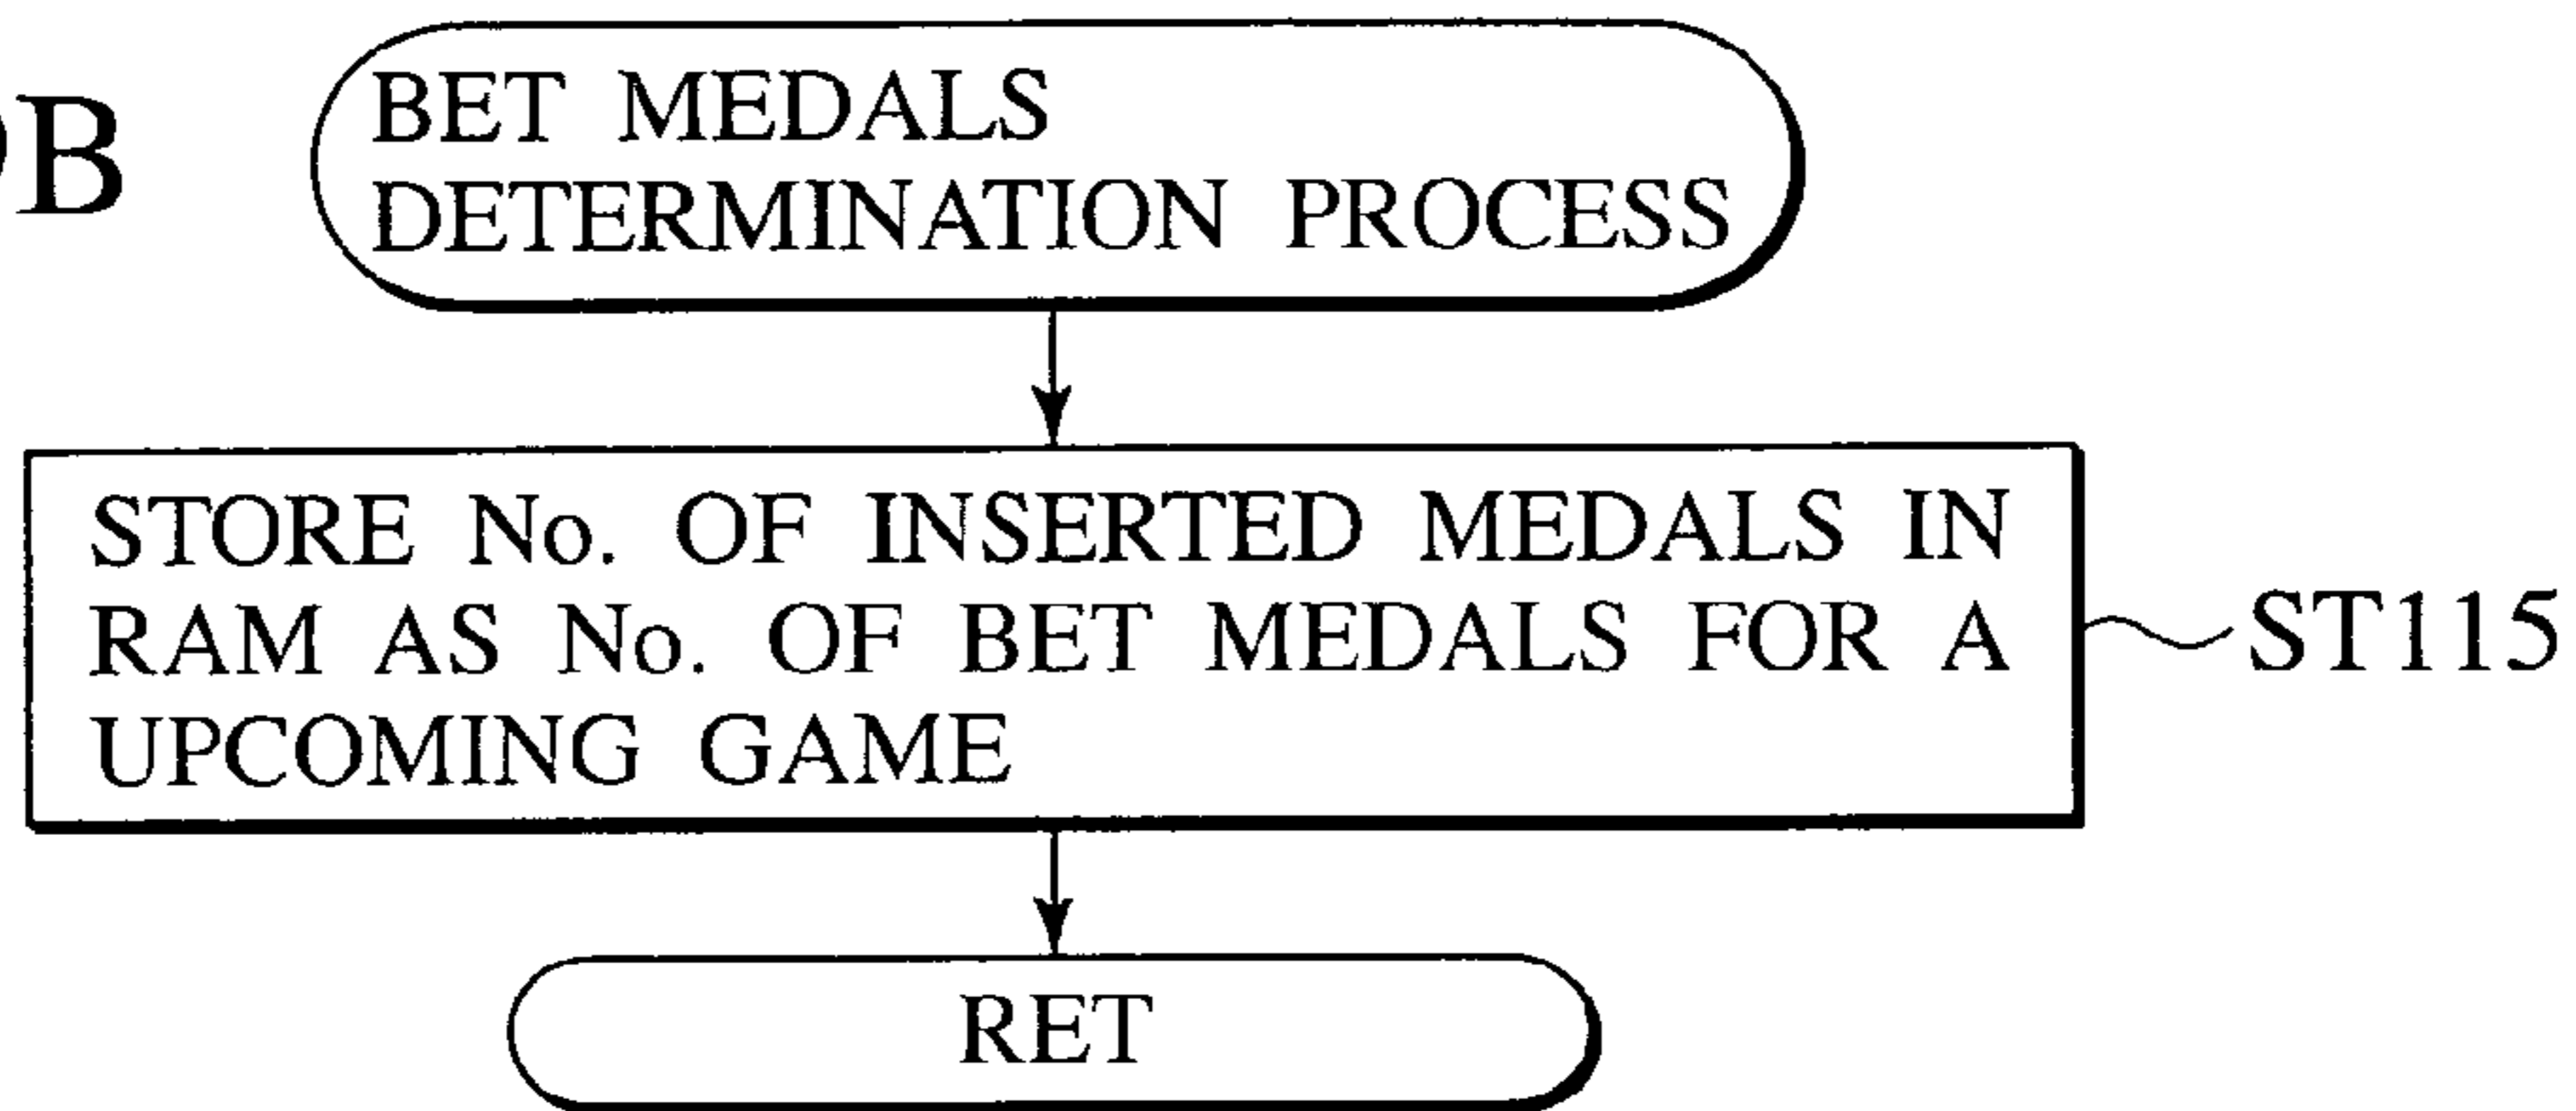 B
BET MEDALS
DETERMINATION PROCESS
STORE No. OF INSERTED MEDALS IN
RAM AS No. OF BET MEDALS FOR A
UPCOMING GAME
ST115
RET